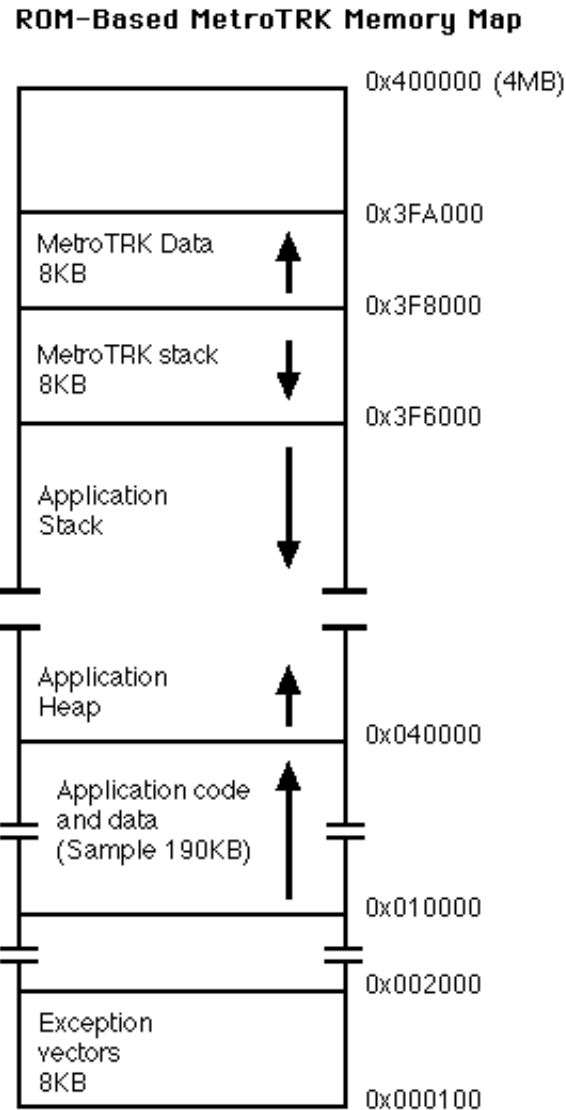 ROM-Based MetroTRK Memory Map
0x400000 (4MB)
0x3FA000
MetroTRK Data
8KB
0x3F8000
MetroTRK stack
8KB
0x3F6000
Application
Stack
Application
Heap
0x040000
Application code
and data
(Sample 190KB)
0x010000
0x002000
Exception
vectors
8KB
0x000100